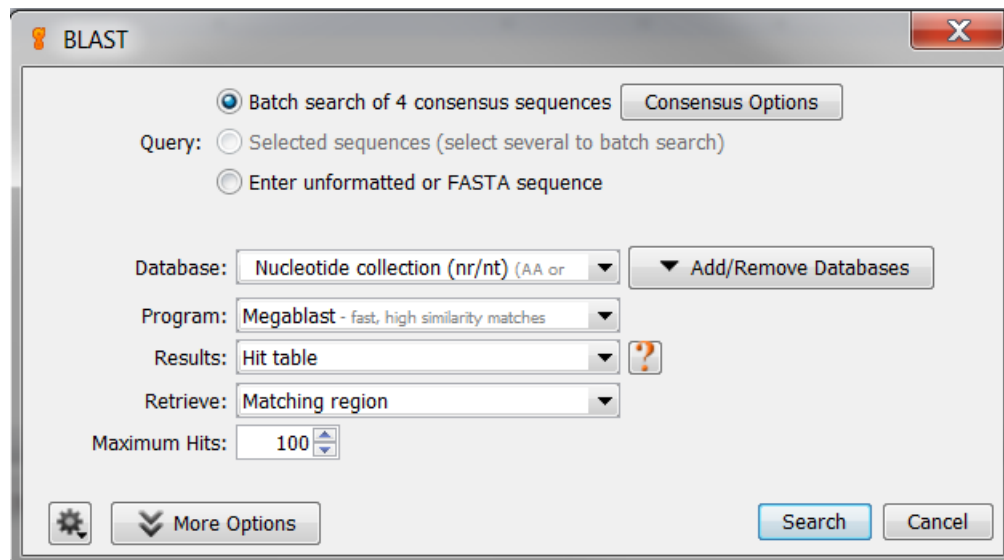 BLAST
Batch search of 4 consensus sequences Consensus Options
Query: Selected sequences (select several to batch search)
Enter unformatted or FASTA sequence
Database: Nucleotide collection (nr/nt) (AA or Add/Remove Databases
Program: Megablast - fast, high similarity matches
Results: Hit table ?
Retrieve: Matching region
Maximum Hits: 100
More Options Search Cancel